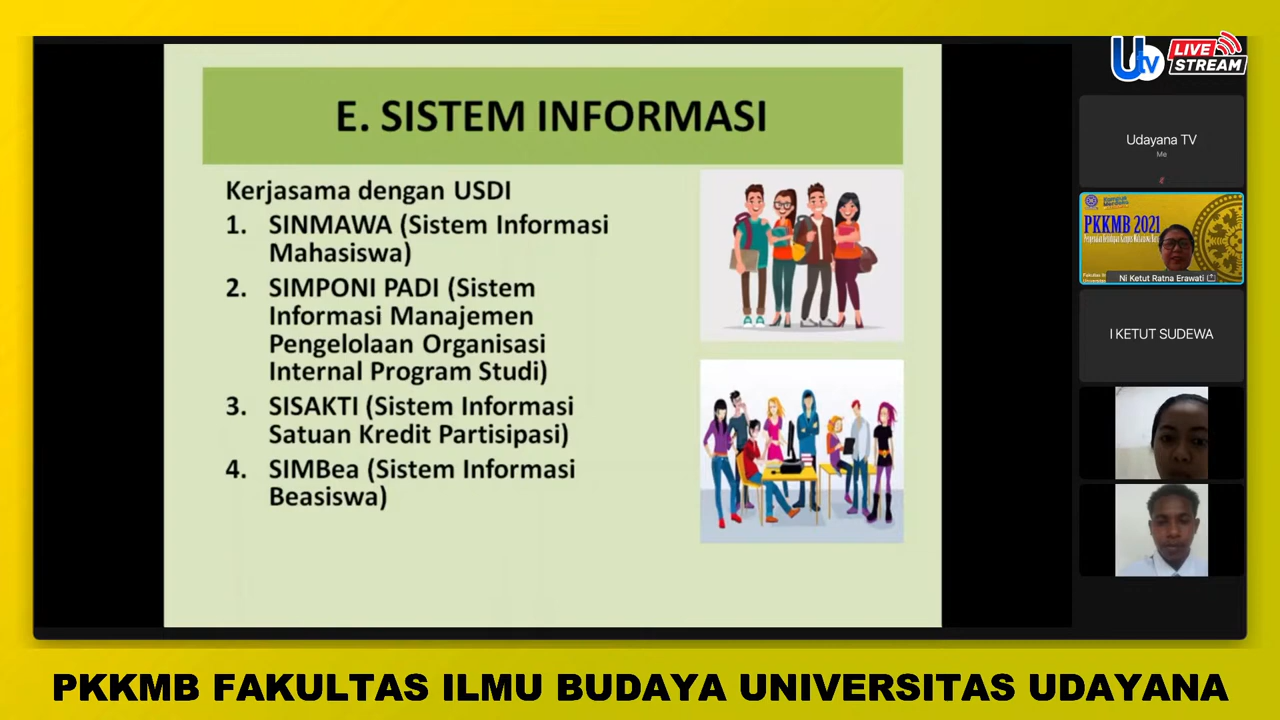 Utv
LIVE
STREAM
E. SISTEM INFORMASI
Kerjasama dengan USDI
1. SINMAWA (Sistem Informasi
Mahasiswa)
2. SIMPONI PADI (Sistem
Informasi Manajemen
Pengelolaan Organisasi
Internal Program Studi)
3. SISAKTI (Sistem Informasi
Satuan Kredit Partisipasi)
4. SIMBea (Sistem Informasi
Beasiswa)
Udayana TV
Me
PKKMB 2021
Ni Ketut Ratna Erawati
I KETUT SUDEWA
PKKMB FAKULTAS ILMU BUDAYA UNIVERSITAS UDAYANA